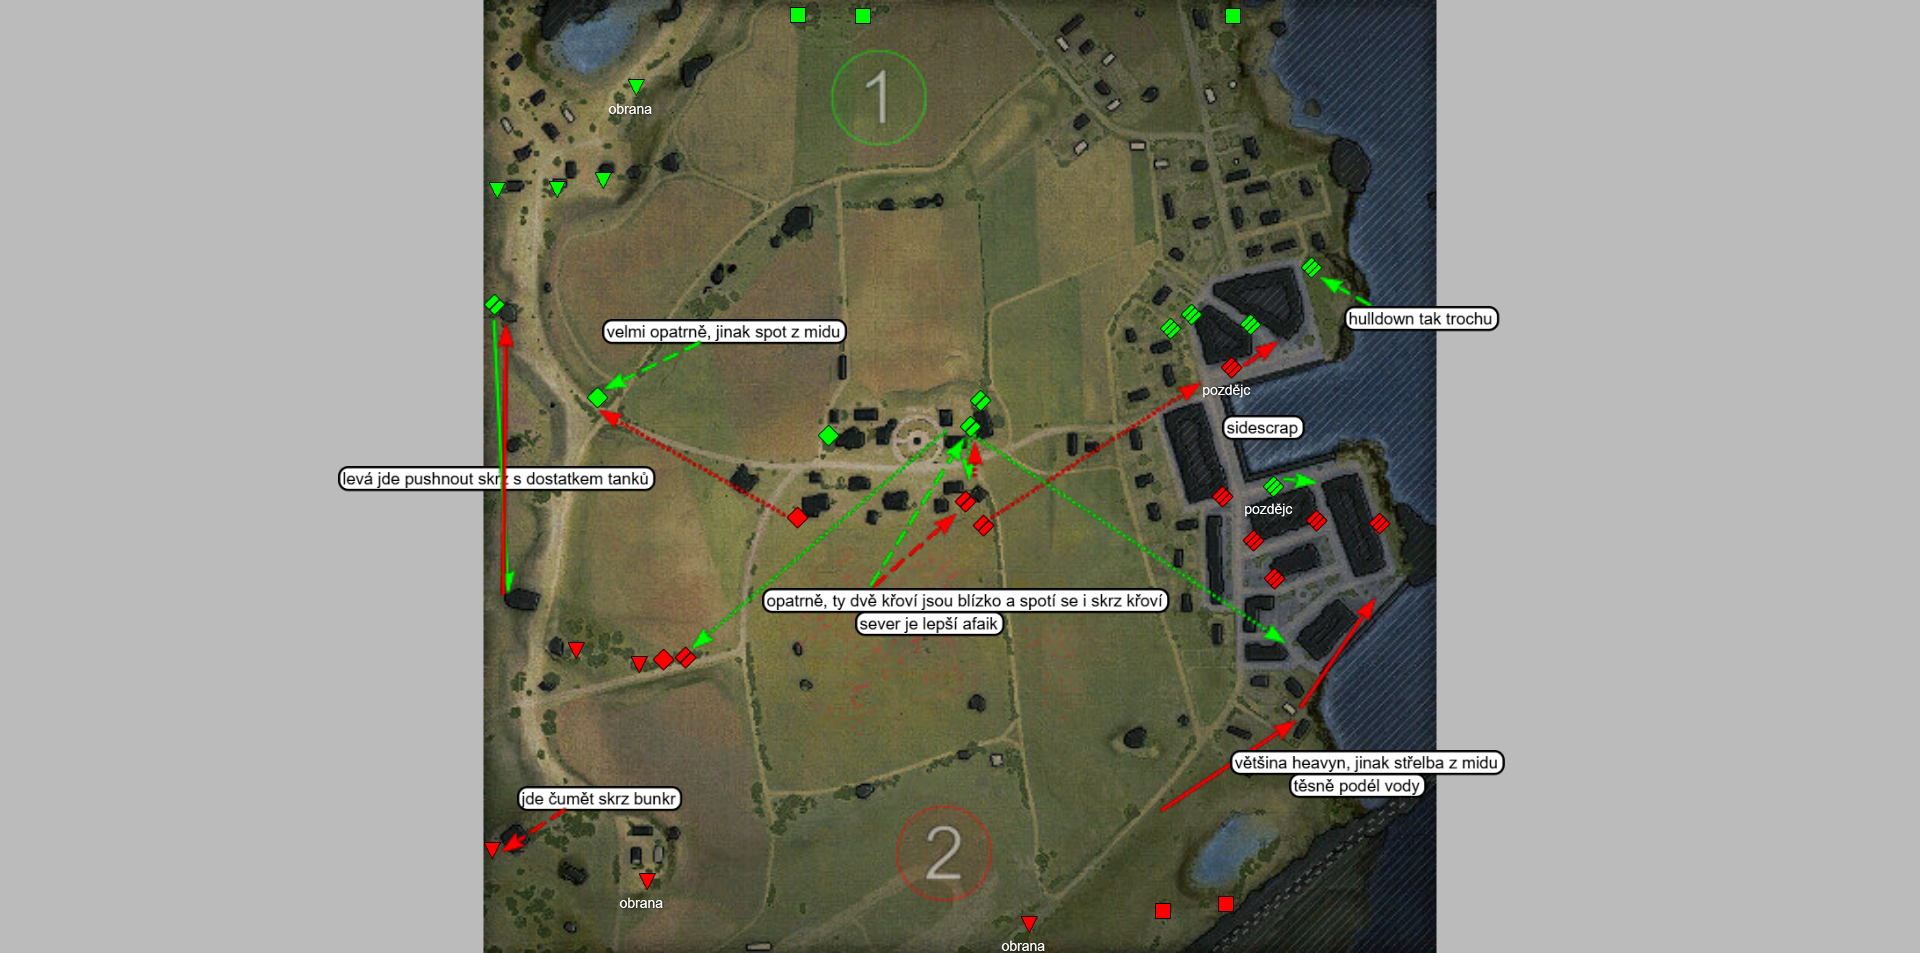 1
obrana
velmi opatrně, jinak spot z midu
hulldown tak trochu
pozdějc
sidescrap
levá jde pushnout skrz s dostatkem tanků
pozdějc
opatrně, ty dvě křoví jsou blízko a spotí se i skrz křoví
sever je lepší afaik
většina heavyn, jinak střelba z midu
těsně podél vody
jde čumět skrz bunkr
2
obrana
obrana